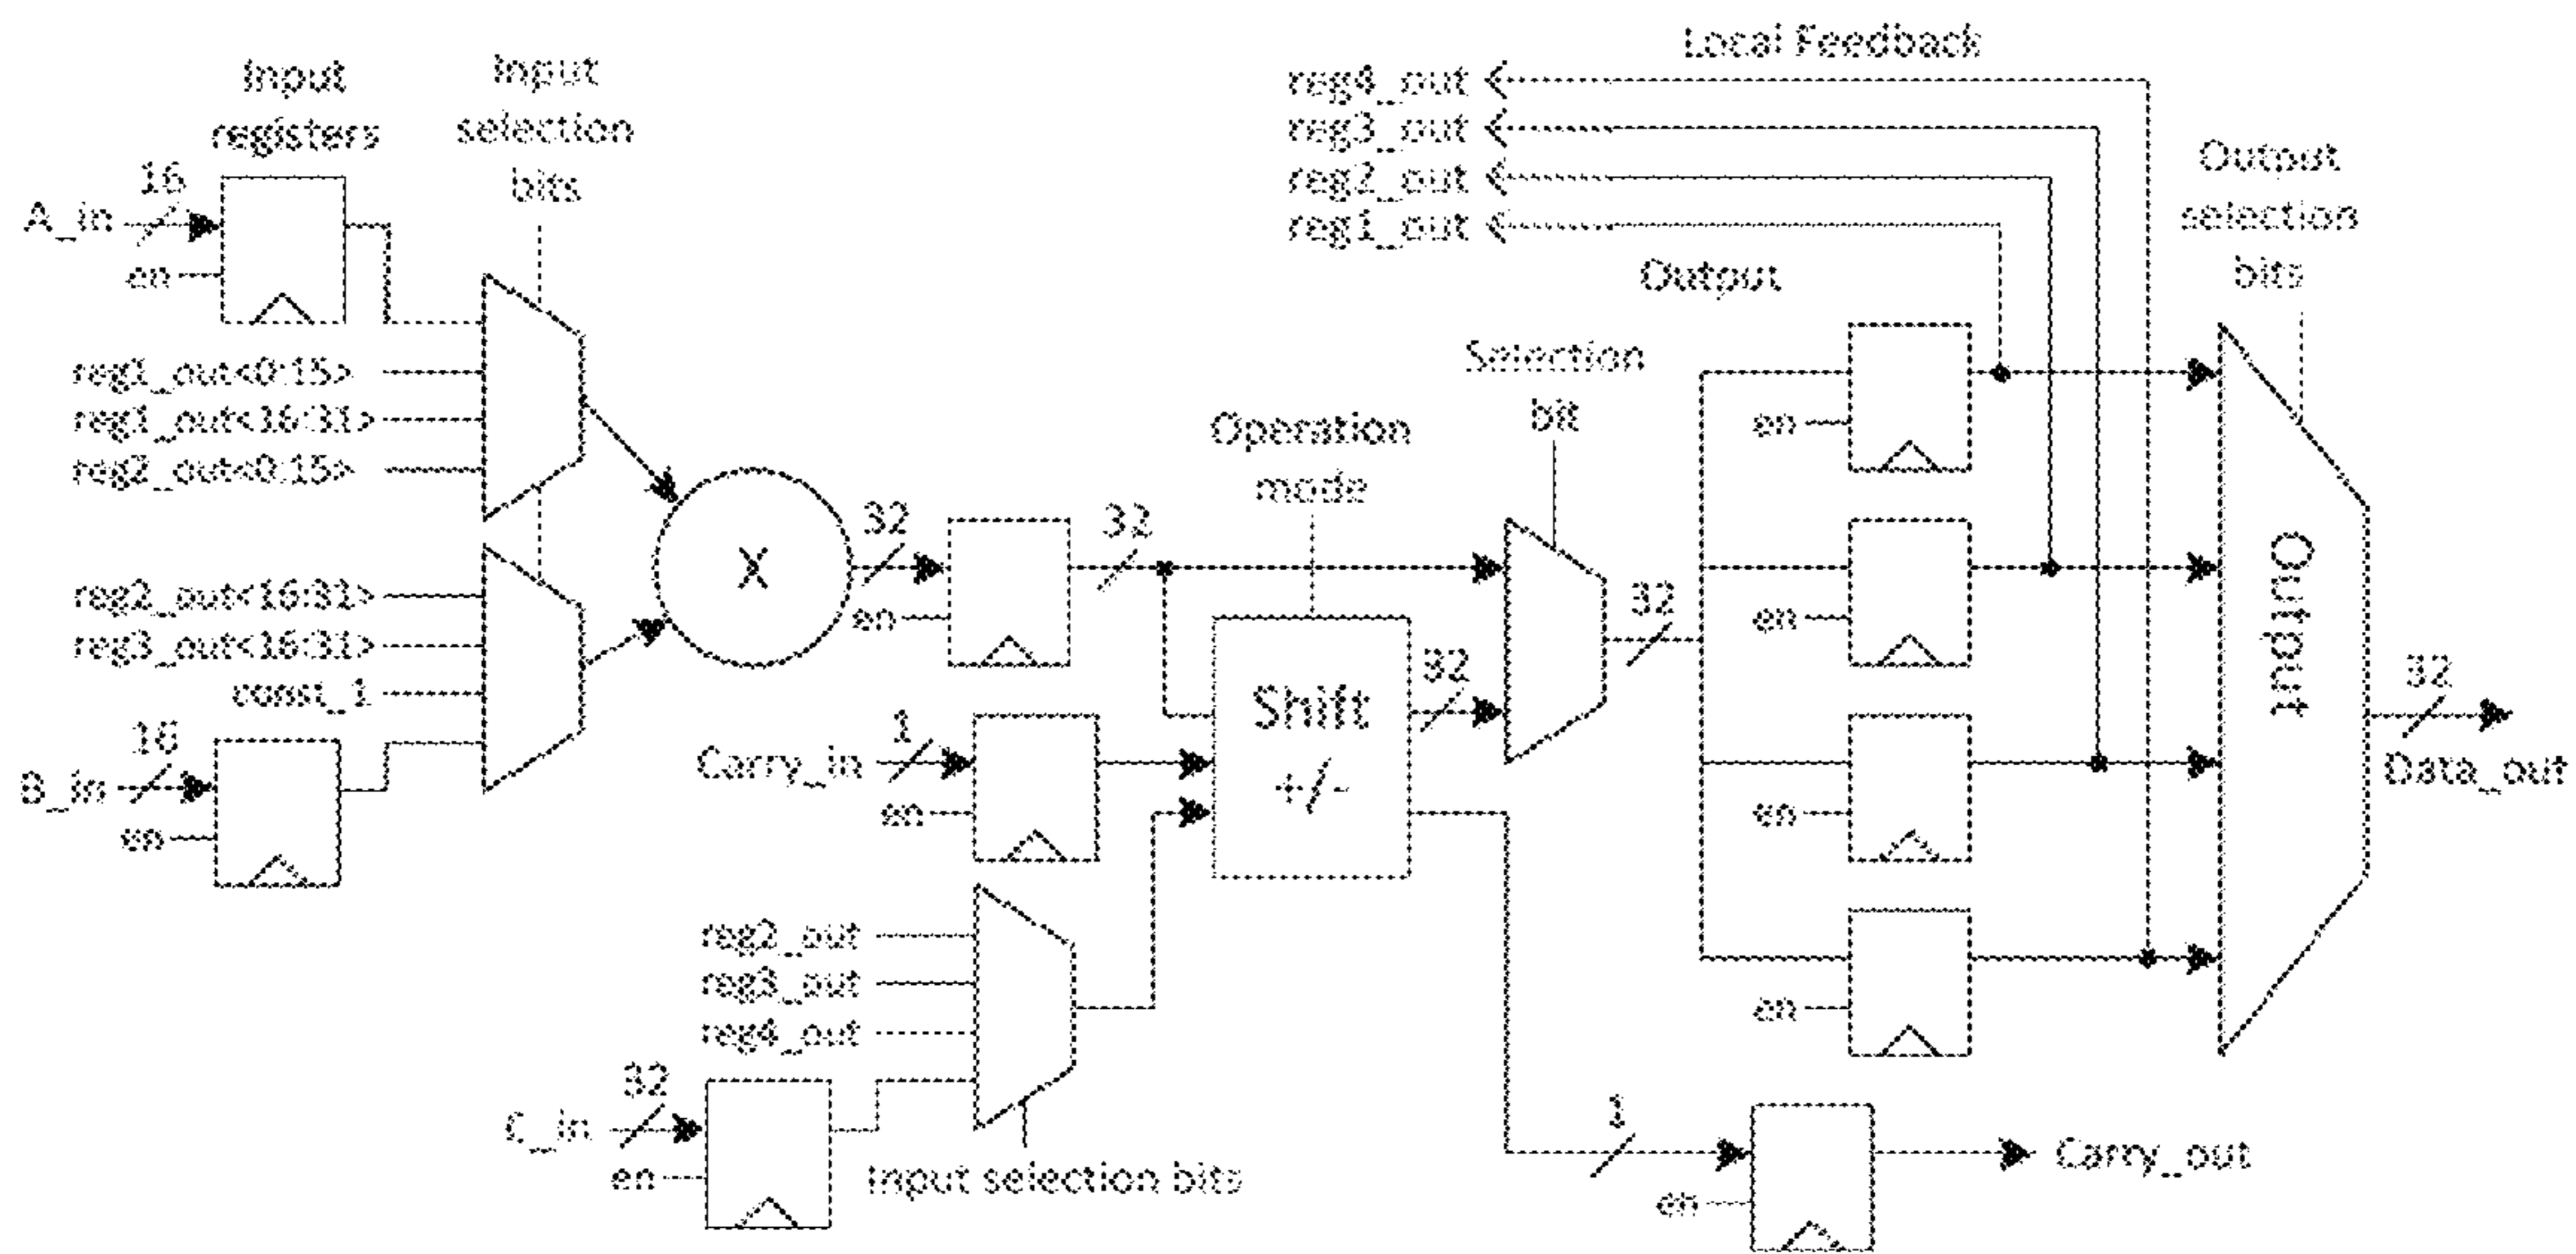 Input
registers
Input
selection
bits
16
A_in
en
reg1_out<0:15>
reg1_out<16:31>
reg2_out<0:15>
reg2_out<16:31>
reg3_out<16:31>
const_1
16
B_in
en
X
32
en
32
Carry_in
1
en
reg2_out
reg3_out
reg4_out
32
C_in
en
Input selection bits
Operation
mode
Shift
+/-
32
Selection
bit
32
Local Feedback
reg4_out
reg3_out
reg2_out
reg1_out
Output
en
en
en
en
Output
selection
bits
Output
32
Data_out
1
en
Carry_out